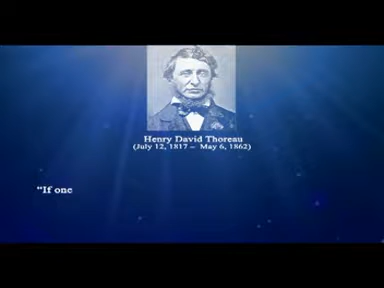 Henry David Thoreau
(July 12, 1817 – May 6, 1862)
“If one